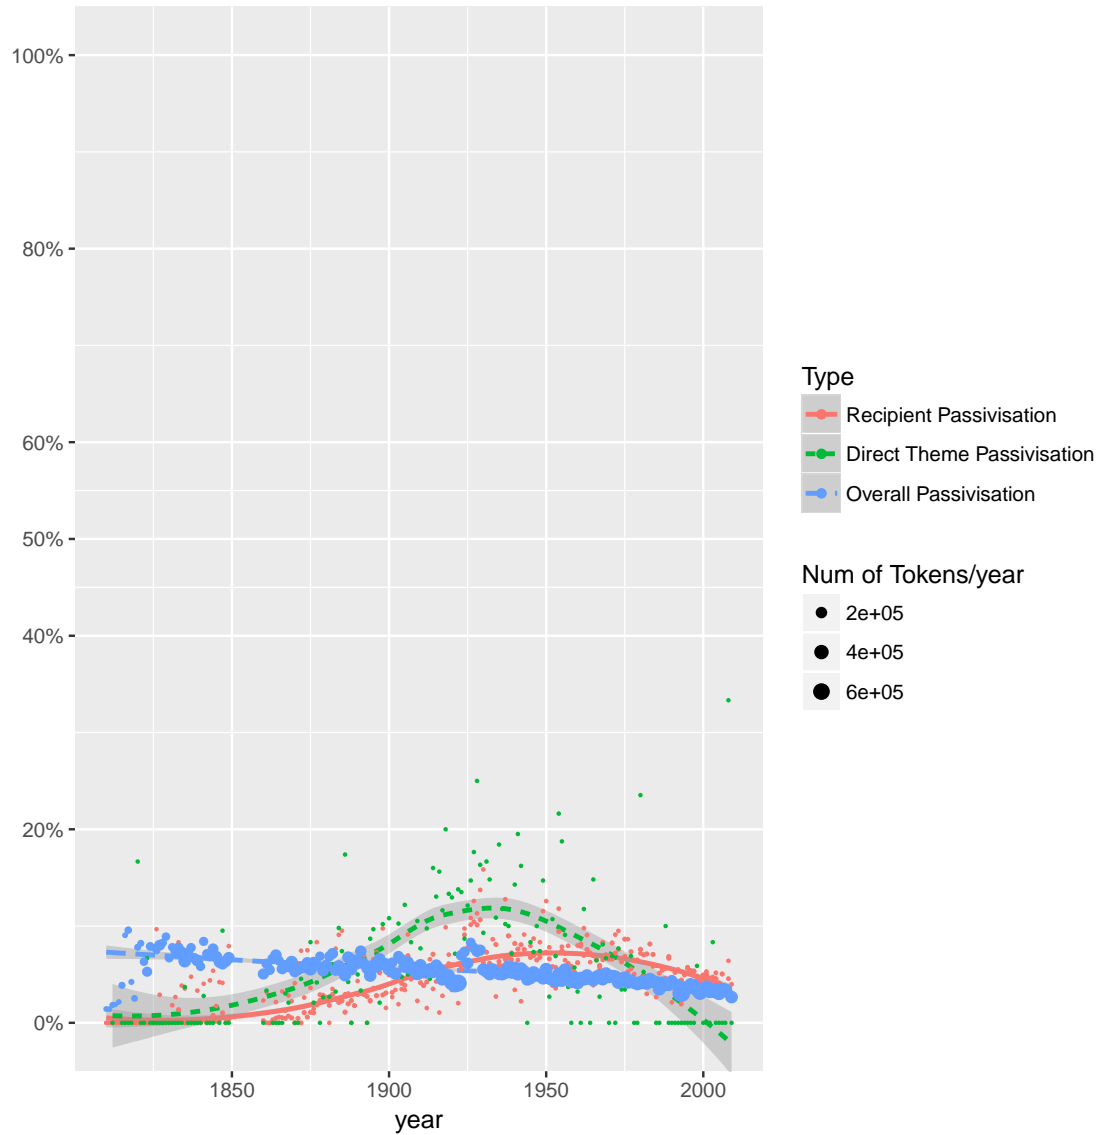 100%
80%
60%
50%
40%
20%
0%
1850
1900
1950
2000
year
Type
Recipient Passivisation
Direct Theme Passivisation
Overall Passivisation
Num of Tokens/year
2e+05
4e+05
6e+05